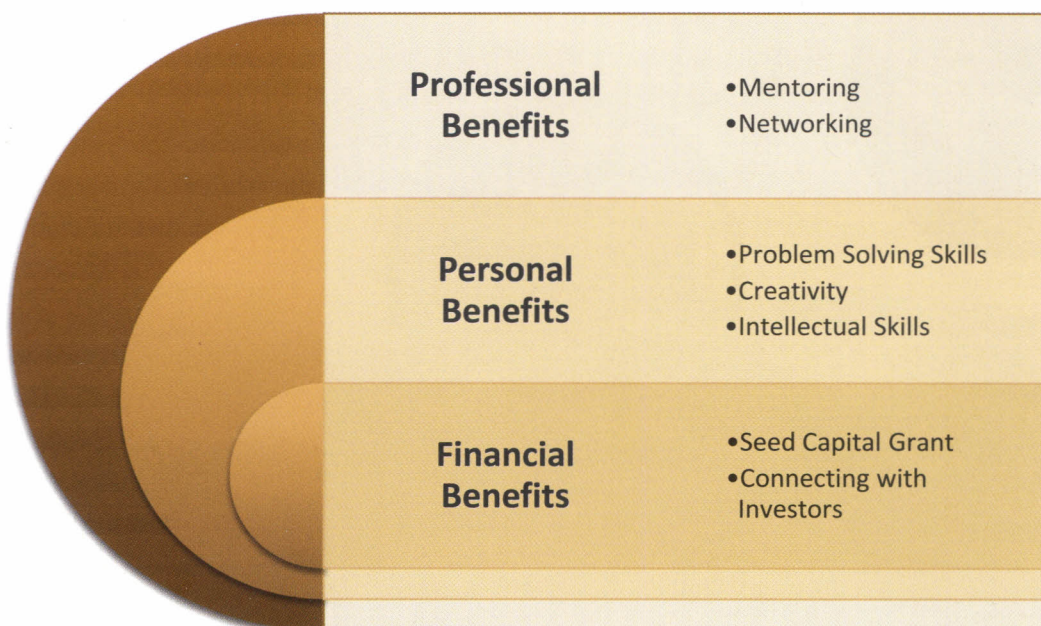 Professional
Benefits
•Mentoring
•Networking
Personal
Benefits
•Problem Solving Skills
•Creativity
•Intellectual Skills
Financial
Benefits
•Seed Capital Grant
•Connecting with
Investors